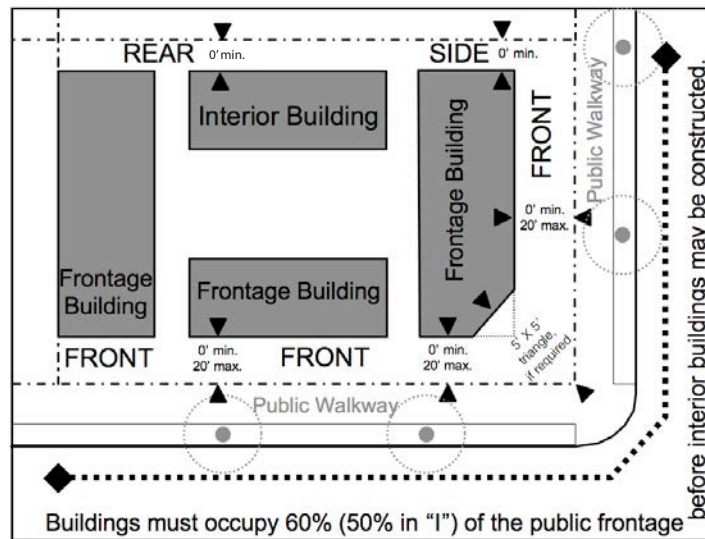 REAR
0' min.
SIDE
0' min.
Interior Building
Frontage Building
FRONT
Public Walkway
0' min.
20' max.
Frontage
Building
Frontage Building
5' X 5'
triangle,
if required
FRONT
0' min.
20' max.
FRONT
0' min.
20' max.
Public Walkway
Buildings must occupy 60% (50% in “I”) of the public frontage
before interior buildings may be constructed.